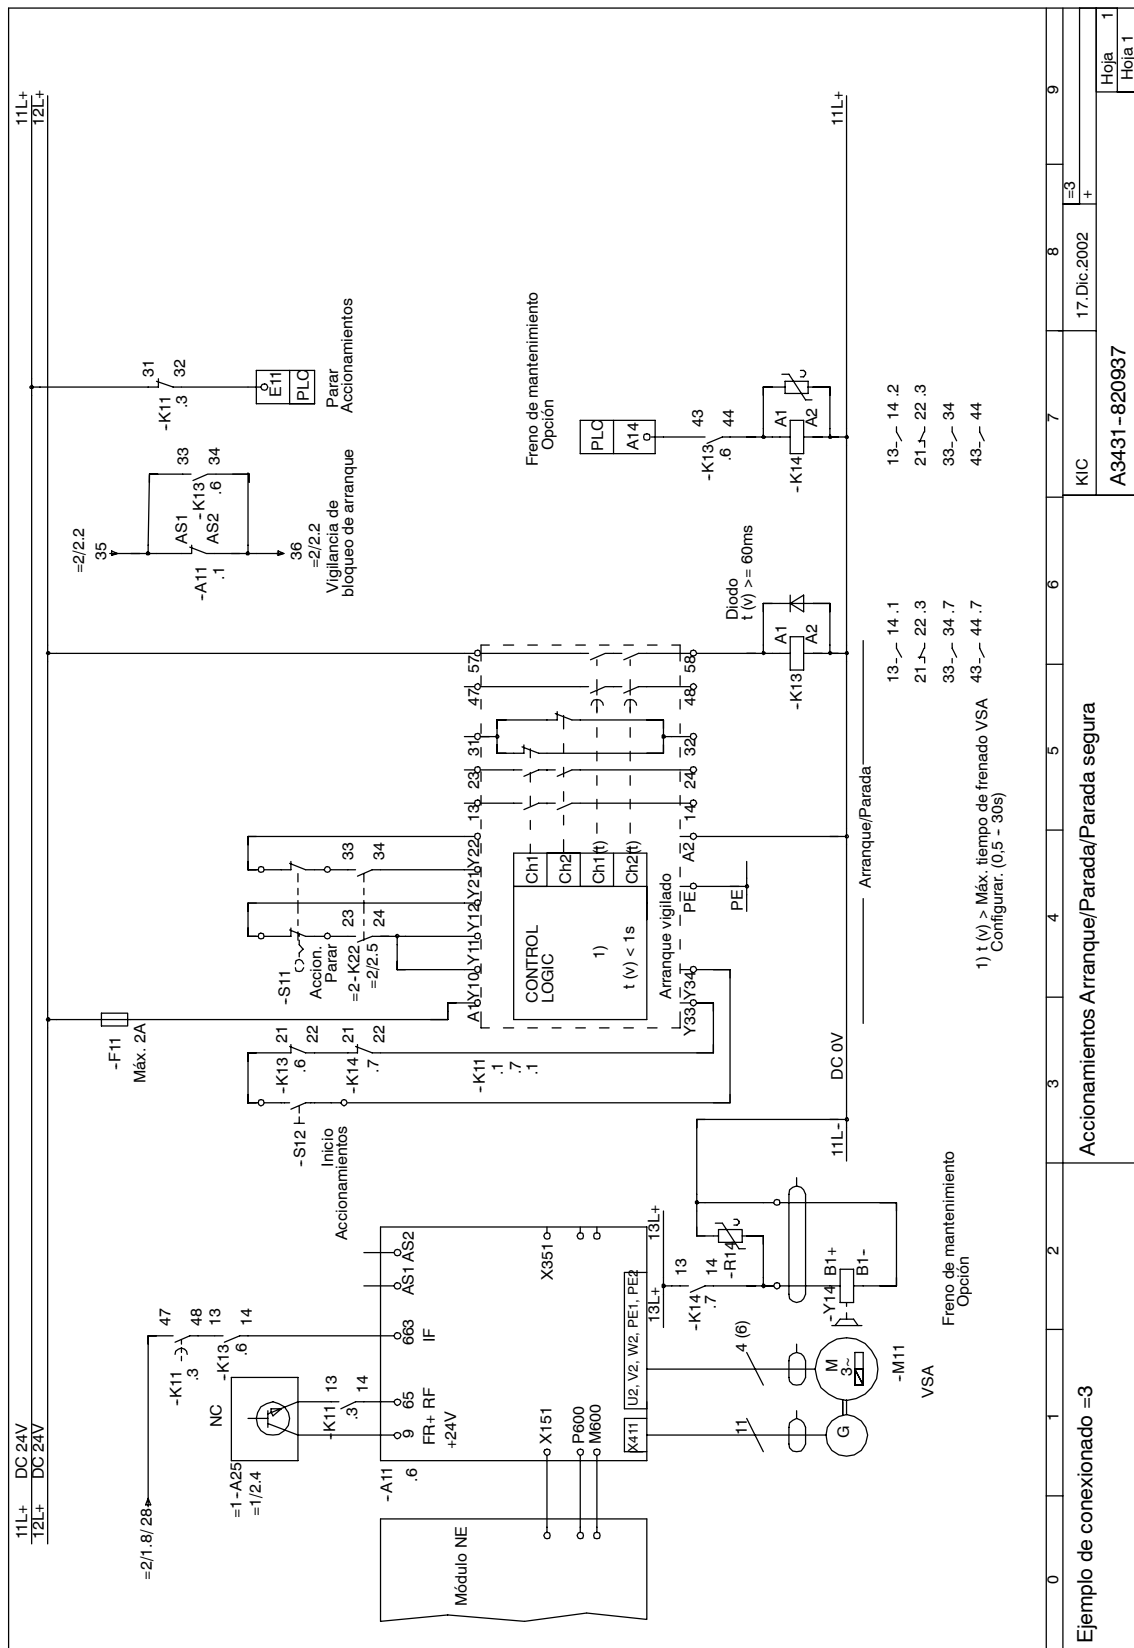 11L+ DC 24V 11L+
12L+ DC 24V 12L+
=2/1.8/ 28
=1-A25
=1/2.4
NC
-K11
.3
47
48
-K13
.6
13
14
-K11
.3
13
14
-F11
Máx. 2A
-S12
Inicio
Accionamientos
-K13
.6
21
22
-K14
.7
21
22
-K11
.1
.7
.1
-S11
Accion.
Parar
=2-K22
=2/2.5
23
24
33
34
=2/2.2
35
-A11
.1
AS1
AS2
-K13
.6
33
34
36
=2/2.2
Vigilancia de
bloqueo de arranque
-K11
.3
31
32
E11
PLC
Parar
Accionamientos
Módulo NE
-A11
.6
9 65 663 AS1 AS2
FR+ RF IF
+24V
X151
P600
M600
X351
X411
U2, V2, W2, PE1, PE2
A1 Y10 Y11 Y12 Y21 Y22 13 23 31 47 57
CONTROL
LOGIC
1)
t (v) < 1s
Ch1
Ch2
Ch1(t)
Ch2(t)
Arranque vigilado
Y33 Y34 PE A2 14 24 32 48 58
PE
11
4 (6)
G
M
3~
-M11
VSA
13L+ 13L+
-K14
.7
13
14
-R14
-Y14
B1+
B1-
Freno de mantenimiento
Opción
11L- DC 0V 11L+
Arranque/Parada
Diodo
t (v) >= 60ms
-K13
A1
A2
Freno de mantenimiento
Opción
PLC
A14
-K13
.6
43
44
-K14
A1
A2
13 14 .1
21 22 .3
33 34 .7
43 44 .7
13 14 .2
21 22 .3
33 34
43 44
1) t (v) > Máx. tiempo de frenado VSA
Configurar. (0,5 - 30s)
0 1 2 3 4 5 6 7 8 9
Ejemplo de conexionado =3
Accionamientos Arranque/Parada/Parada segura
KIC
17.Dic.2002
=3
+
A3431-820937
Hoja 1
Hoja 1